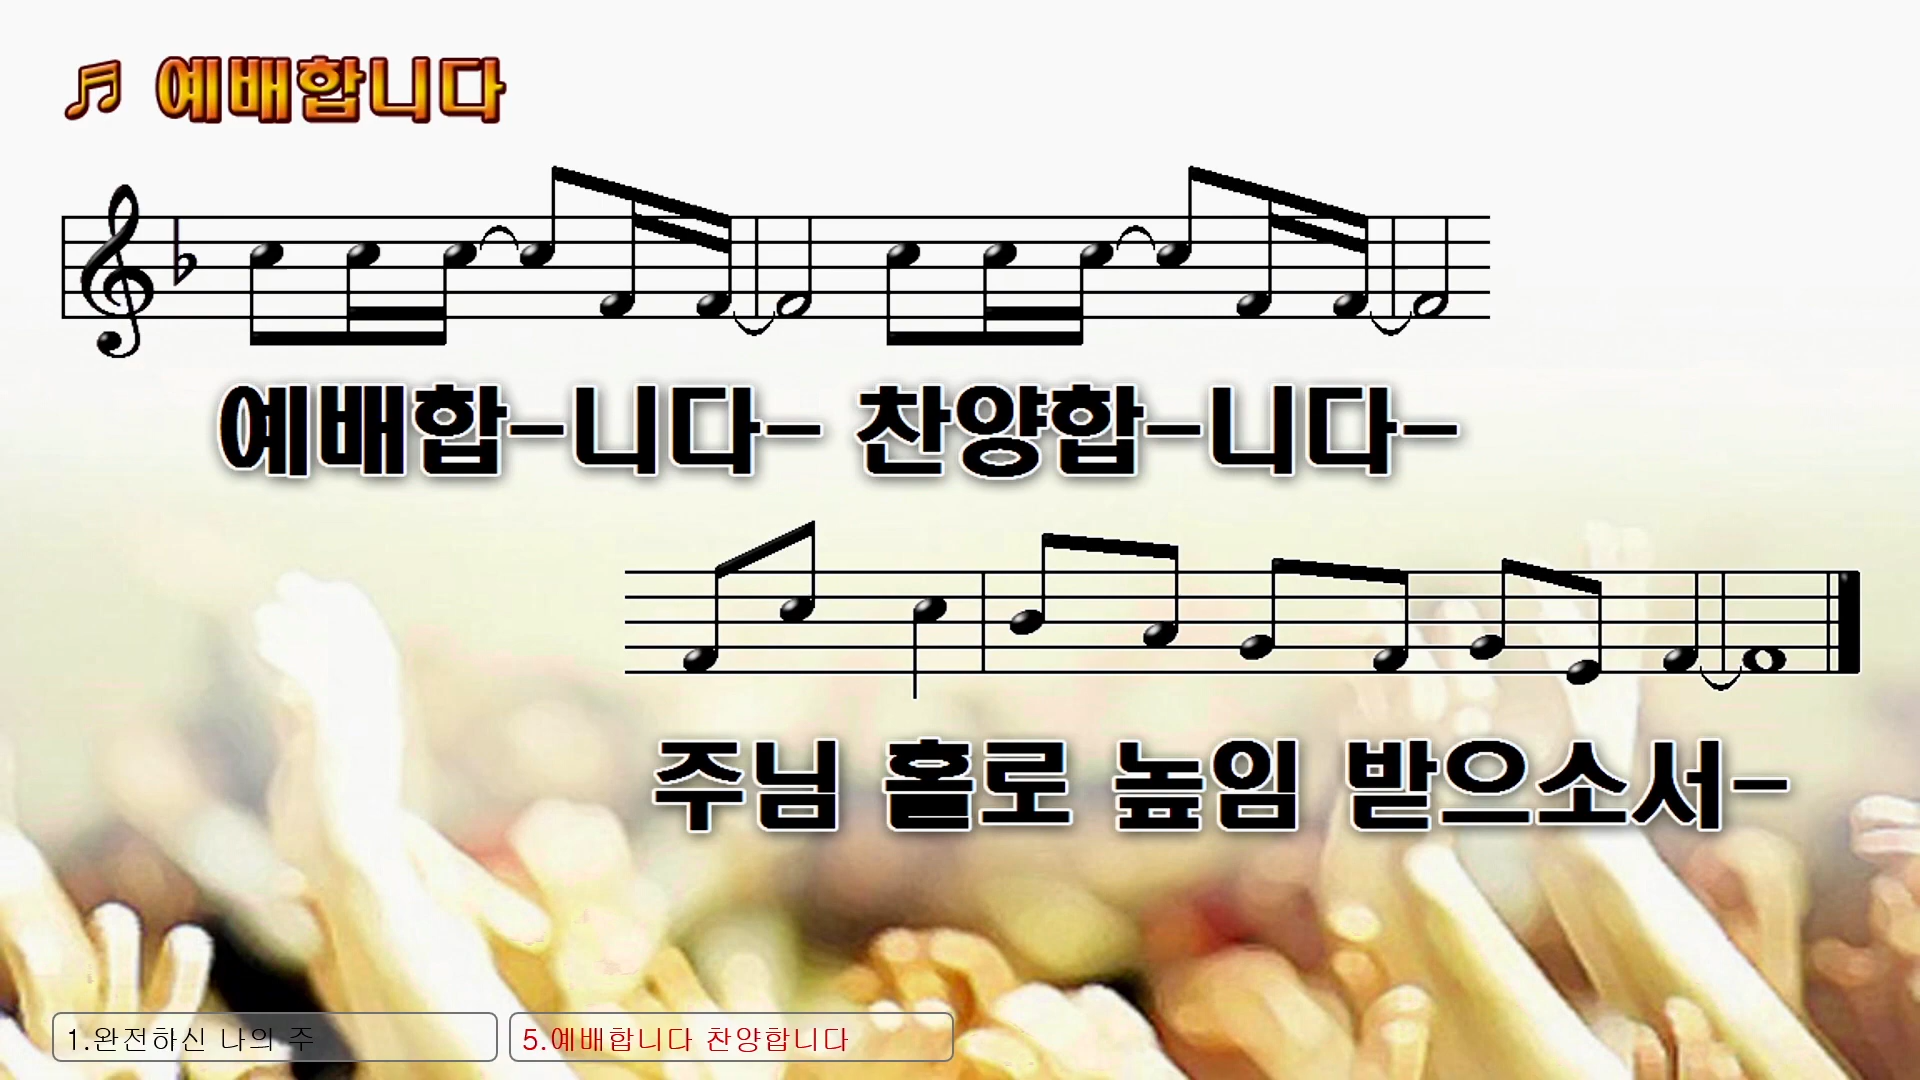 예배합니다
예배합-니다- 찬양합-니다-
주님 홀로 높임 받으소서-
1.완전하신 나의 주
5.예배합니다 찬양합니다